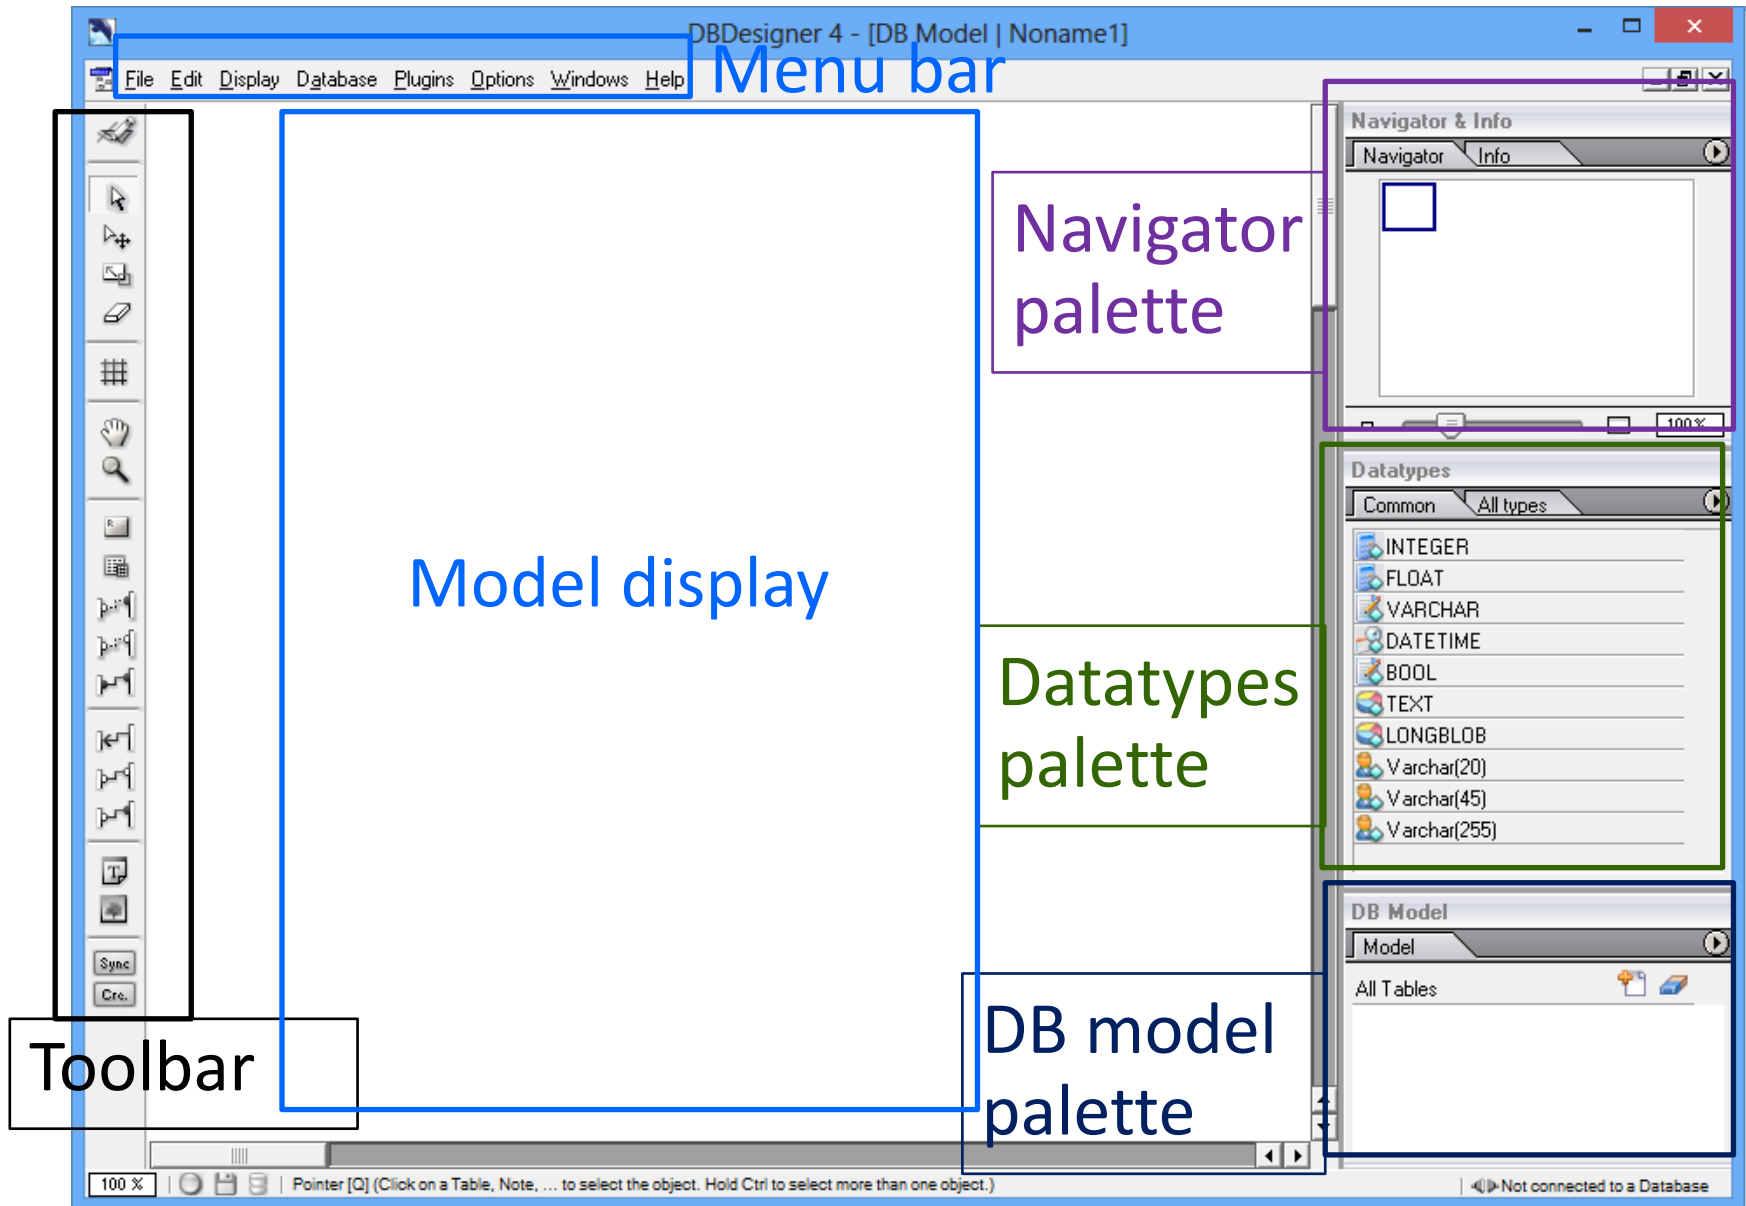 DBDesigner 4 - [DB Model | Noname1]
File Edit Display Database Plugins Options Windows Help
Menu bar
Navigator & Info
Navigator Info
Navigator
palette
100 %
Datatypes
Common All types
INTEGER
FLOAT
VARCHAR
DATETIME
BOOL
TEXT
LONGBLOB
Varchar(20)
Varchar(45)
Varchar(255)
Model display
Datatypes
palette
DB Model
Model
All Tables
DB model
palette
R
T
Sync
Cre.
Toolbar
100 %
Pointer [Q] (Click on a Table, Note, ... to select the object. Hold Ctrl to select more than one object.)
Not connected to a Database